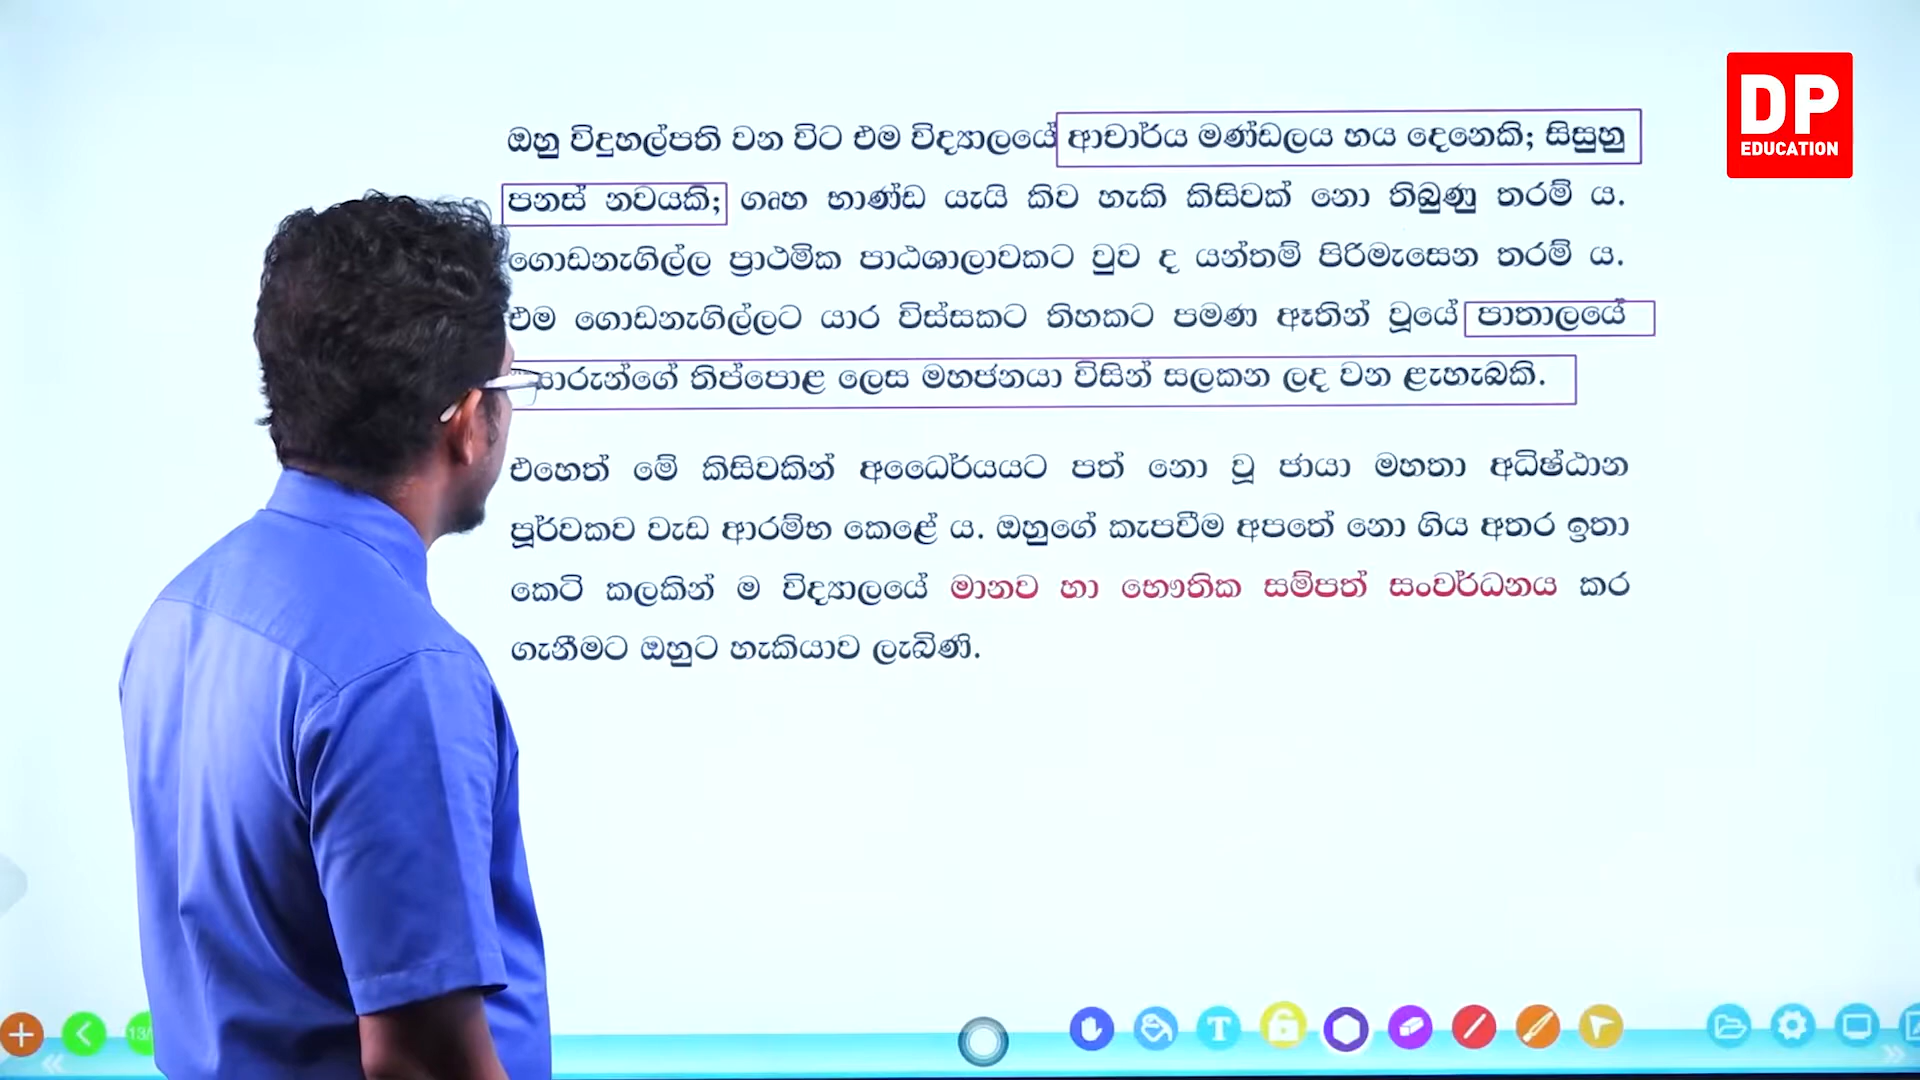 DP
EDUCATION
ඔහු විදුහල්පති වන විට එම විද්‍යාලයේ ආචාර්ය මණ්ඩලය හය දෙනෙකි; සිසුහු
පනස් නවයකි; ගෘහ භාණ්ඩ යැයි කිව හැකි කිසිවක් නො තිබුණු තරම් ය.
ගොඩනැගිල්ල ප්‍රාථමික පාඨශාලාවකට වුව ද යන්තම් පිරිමැසෙන තරම් ය.
එම ගොඩනැගිල්ලට යාර විස්සකට තිහකට පමණ ඈතින් වූයේ පාතාලයේ
තිප්පොළ ලෙස මහජනයා විසින් සලකන ලද වන ළැහැබකි.
එහෙත් මේ කිසිවකින් අධෛර්යයට පත් නො වූ ජායා මහතා අධිෂ්ඨාන
පූර්වකව වැඩ ආරම්භ කෙළේ ය. ඔහුගේ කැපවීම අපතේ නො ගිය අතර ඉතා
කෙටි කලකින් ම විද්‍යාලයේ මානව හා භෞතික සම්පත් සංවර්ධනය කර
ගැනීමට ඔහුට හැකියාව ලැබිණි.
T